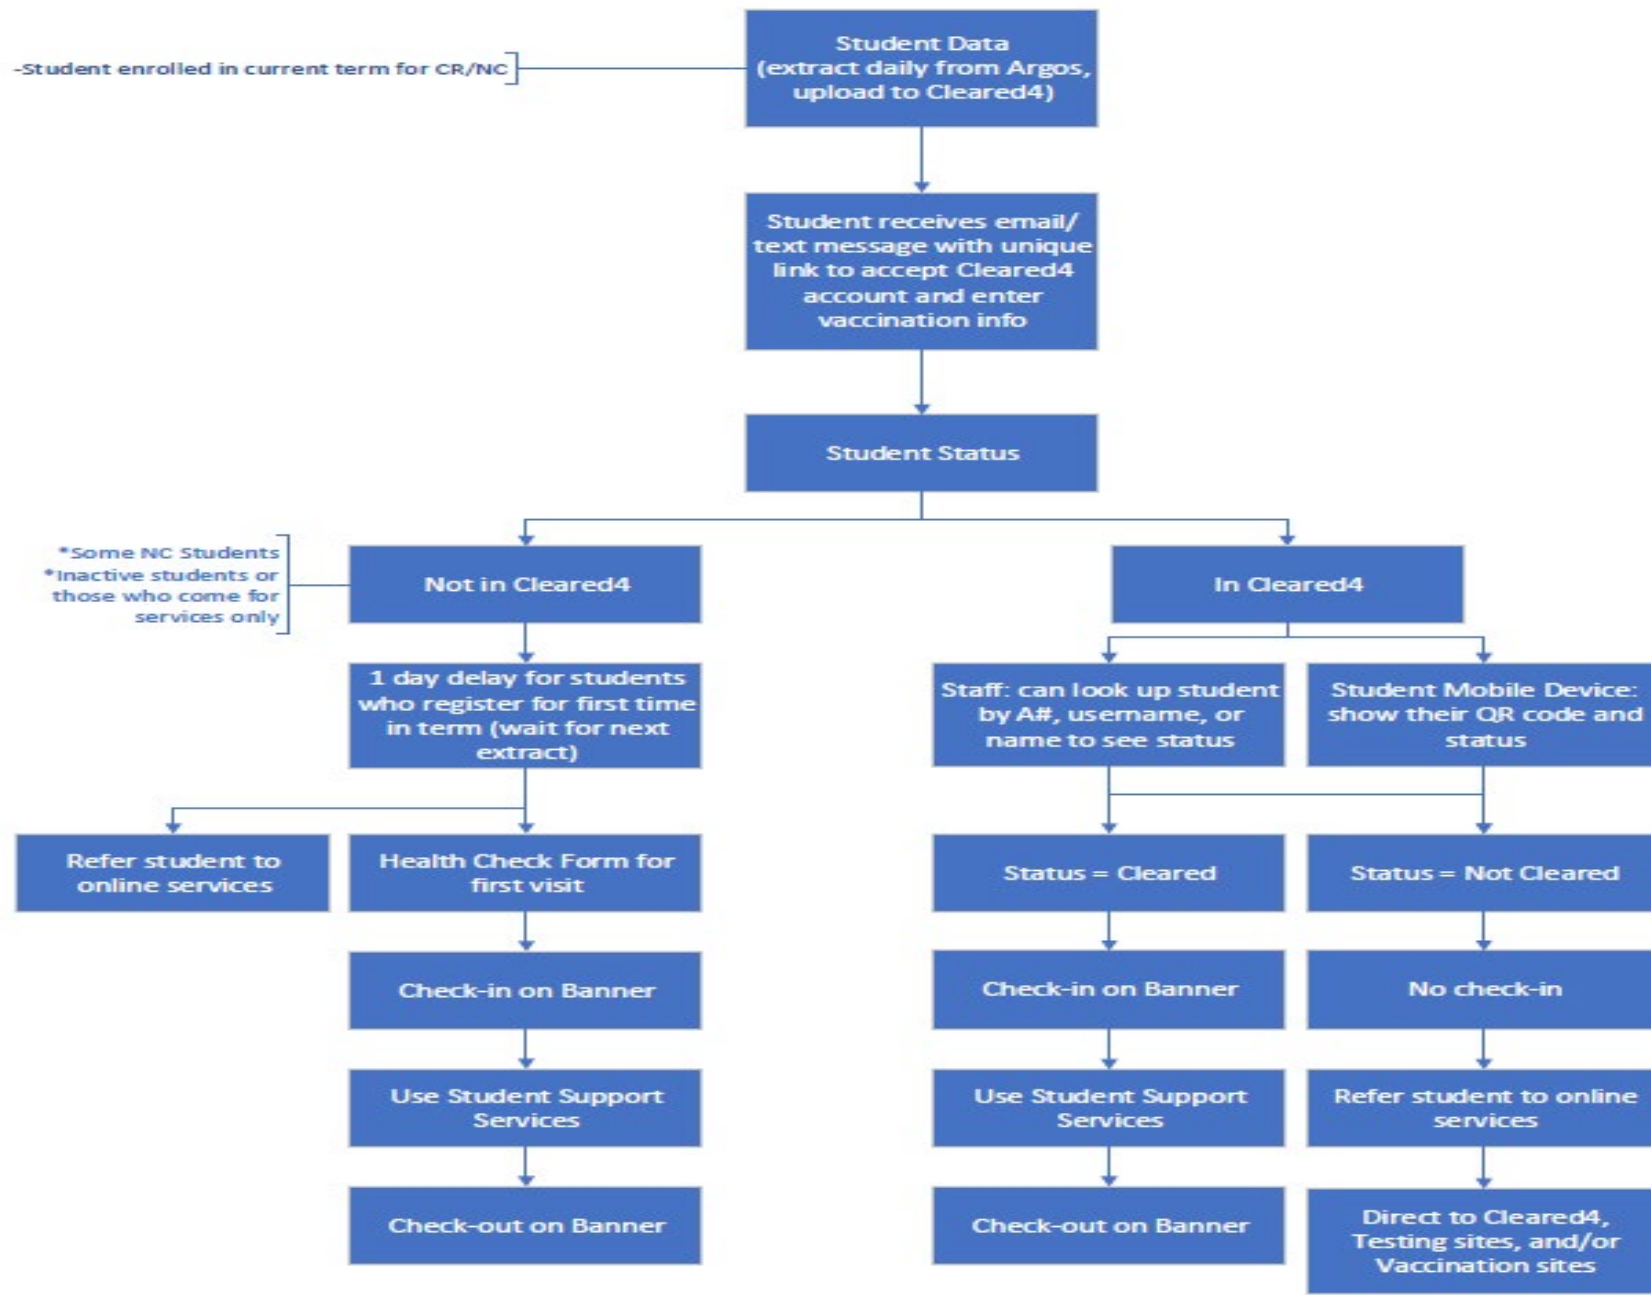 Student Data
(extract daily from Argos,
upload to Cleared4)
-Student enrolled in current term for CR/NC
Student receives email/
text message with unique
link to accept Cleared4
account and enter
vaccination info
Student Status
*Some NC Students
*Inactive students or
those who come for
services only
Not in Cleared4
In Cleared4
1 day delay for students
who register for first time
in term (wait for next
extract)
Staff: can look up student
by A#, username, or
name to see status
Student Mobile Device:
show their QR code and
status
Refer student to
online services
Health Check Form for
first visit
Status = Cleared
Status = Not Cleared
Check-in on Banner
Check-in on Banner
No check-in
Use Student Support
Services
Use Student Support
Services
Refer student to online
services
Check-out on Banner
Check-out on Banner
Direct to Cleared4,
Testing sites, and/or
Vaccination sites